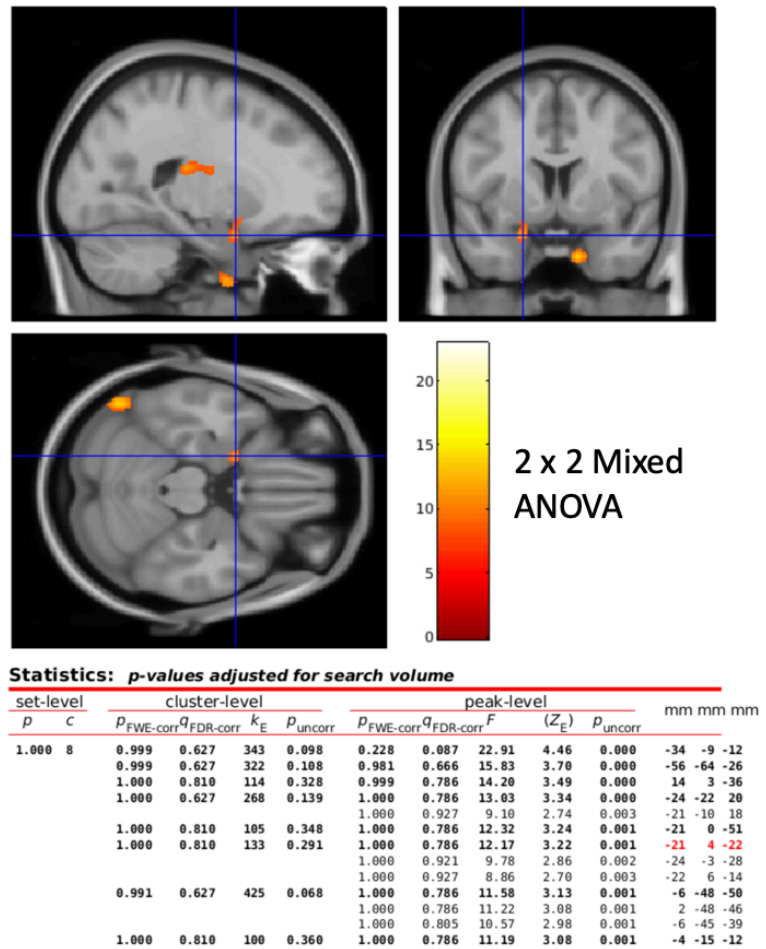 20
15
10
5
0
2 x 2 Mixed
ANOVA
Statistics: p-values adjusted for search volume
set-level cluster-level peak-level mm mm mm
p c pFWE-corr qFDR-corr kE puncorr pFWE-corr qFDR-corr F (ZE) puncorr
1.000 8 0.999 0.627 343 0.098 0.228 0.087 22.91 4.46 0.000 -34 -9 -12
0.999 0.627 322 0.108 0.981 0.666 15.83 3.70 0.000 -56 -64 -26
1.000 0.810 114 0.328 0.999 0.786 14.20 3.49 0.000 14 3 -36
1.000 0.627 268 0.139 1.000 0.786 13.03 3.34 0.000 -24 -22 20
1.000 0.927 9.10 2.74 0.003 -21 -10 18
1.000 0.810 105 0.348 1.000 0.786 12.32 3.24 0.001 -21 0 -51
1.000 0.810 133 0.291 1.000 0.786 12.17 3.22 0.001 -21 4 -22
1.000 0.921 9.78 2.86 0.002 -24 -3 -28
1.000 0.927 8.86 2.70 0.003 -22 6 -14
0.991 0.627 425 0.068 1.000 0.786 11.58 3.13 0.001 -6 -48 -50
1.000 0.786 11.22 3.08 0.001 2 -48 -46
1.000 0.805 10.57 2.98 0.001 -6 -45 -39
1.000 0.810 100 0.360 1.000 0.786 11.19 3.08 0.001 -4 -15 -12